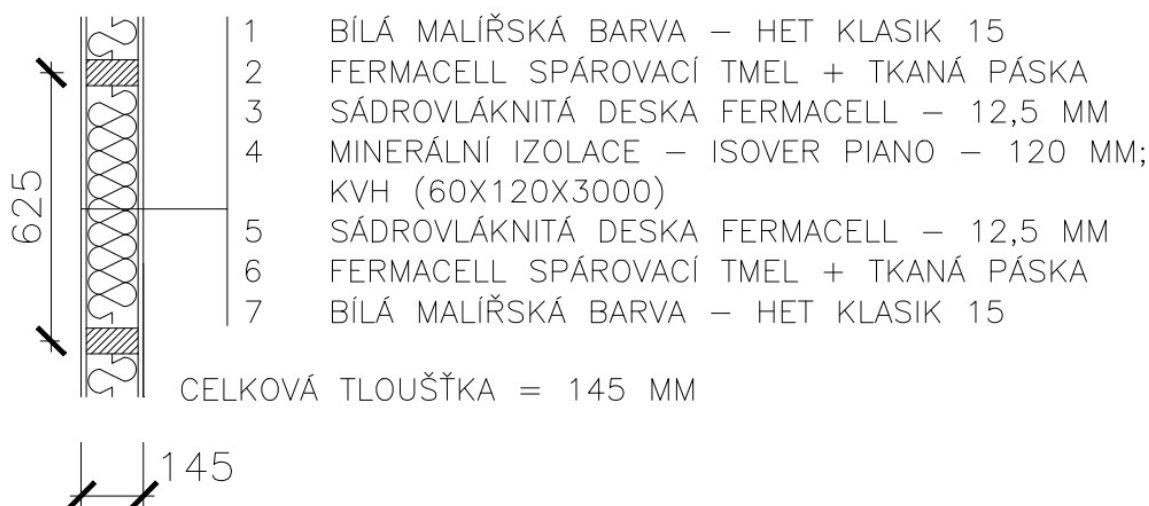 1 BÍLÁ MALÍŘSKÁ BARVA – HET KLASIK 15
2 FERMACELL SPÁROVACÍ TMEL + TKANÁ PÁSKA
3 SÁDROVLÁKNITÁ DESKA FERMACELL – 12,5 MM
4 MINERÁLNÍ IZOLACE – ISOVER PIANO – 120 MM;
KVH (60X120X3000)
5 SÁDROVLÁKNITÁ DESKA FERMACELL – 12,5 MM
6 FERMACELL SPÁROVACÍ TMEL + TKANÁ PÁSKA
7 BÍLÁ MALÍŘSKÁ BARVA – HET KLASIK 15
625
CELKOVÁ TLOUŠŤKA = 145 MM
145